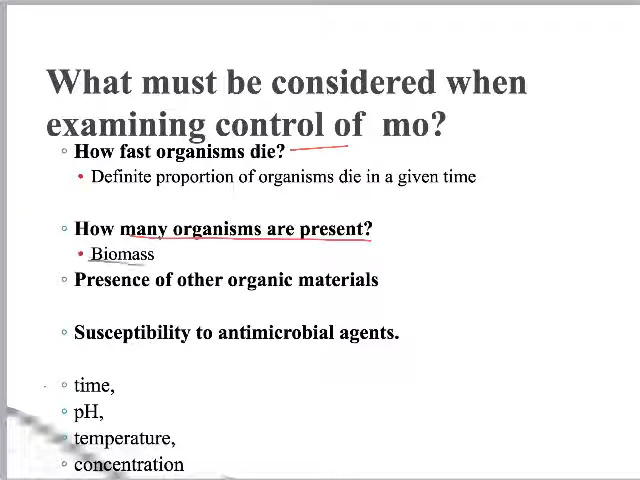 What must be considered when
examining control of mo?
How fast organisms die?
Definite proportion of organisms die in a given time
How many organisms are present?
Biomass
Presence of other organic materials
Susceptibility to antimicrobial agents.
time,
pH,
temperature,
concentration